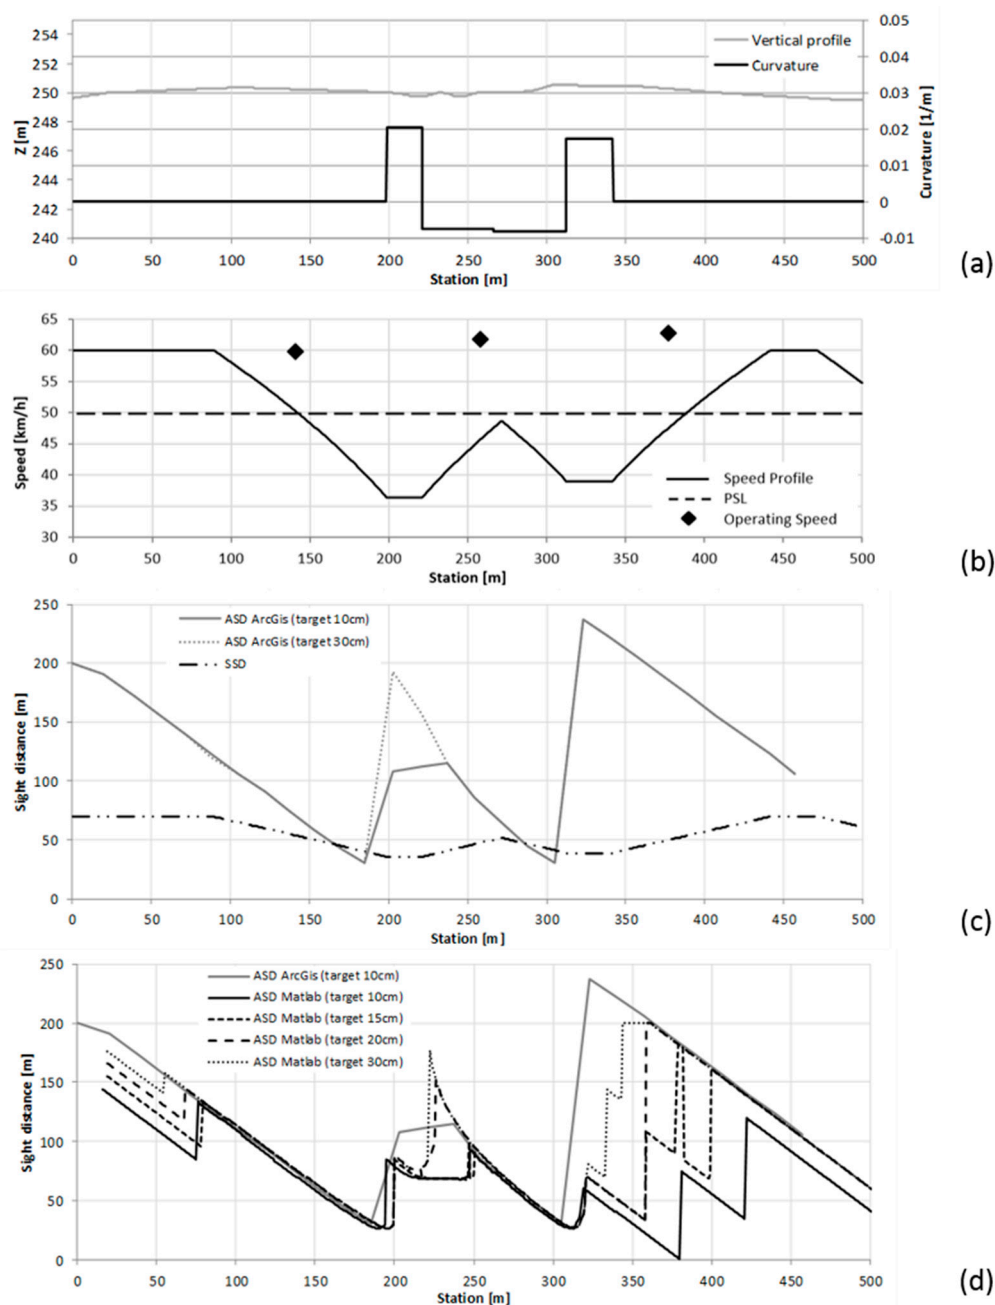 254
252
250
248
246
244
242
240
Z [m]
0.05
0.04
0.03
0.02
0.01
0
-0.01
Curvature [1/m]
Vertical profile
Curvature
0 50 100 150 200 250 300 350 400 450 500
Station [m]
(a)
65
60
55
50
45
40
35
30
Speed [km/h]
Speed Profile
PSL
Operating Speed
0 50 100 150 200 250 300 350 400 450 500
Station [m]
(b)
250
200
150
100
50
0
Sight distance [m]
ASD ArcGis (target 10cm)
ASD ArcGis (target 30cm)
SSD
0 50 100 150 200 250 300 350 400 450 500
Station [m]
(c)
250
200
150
100
50
0
Sight distance [m]
ASD ArcGis (target 10cm)
ASD Matlab (target 10cm)
ASD Matlab (target 15cm)
ASD Matlab (target 20cm)
ASD Matlab (target 30cm)
0 50 100 150 200 250 300 350 400 450 500
Station [m]
(d)